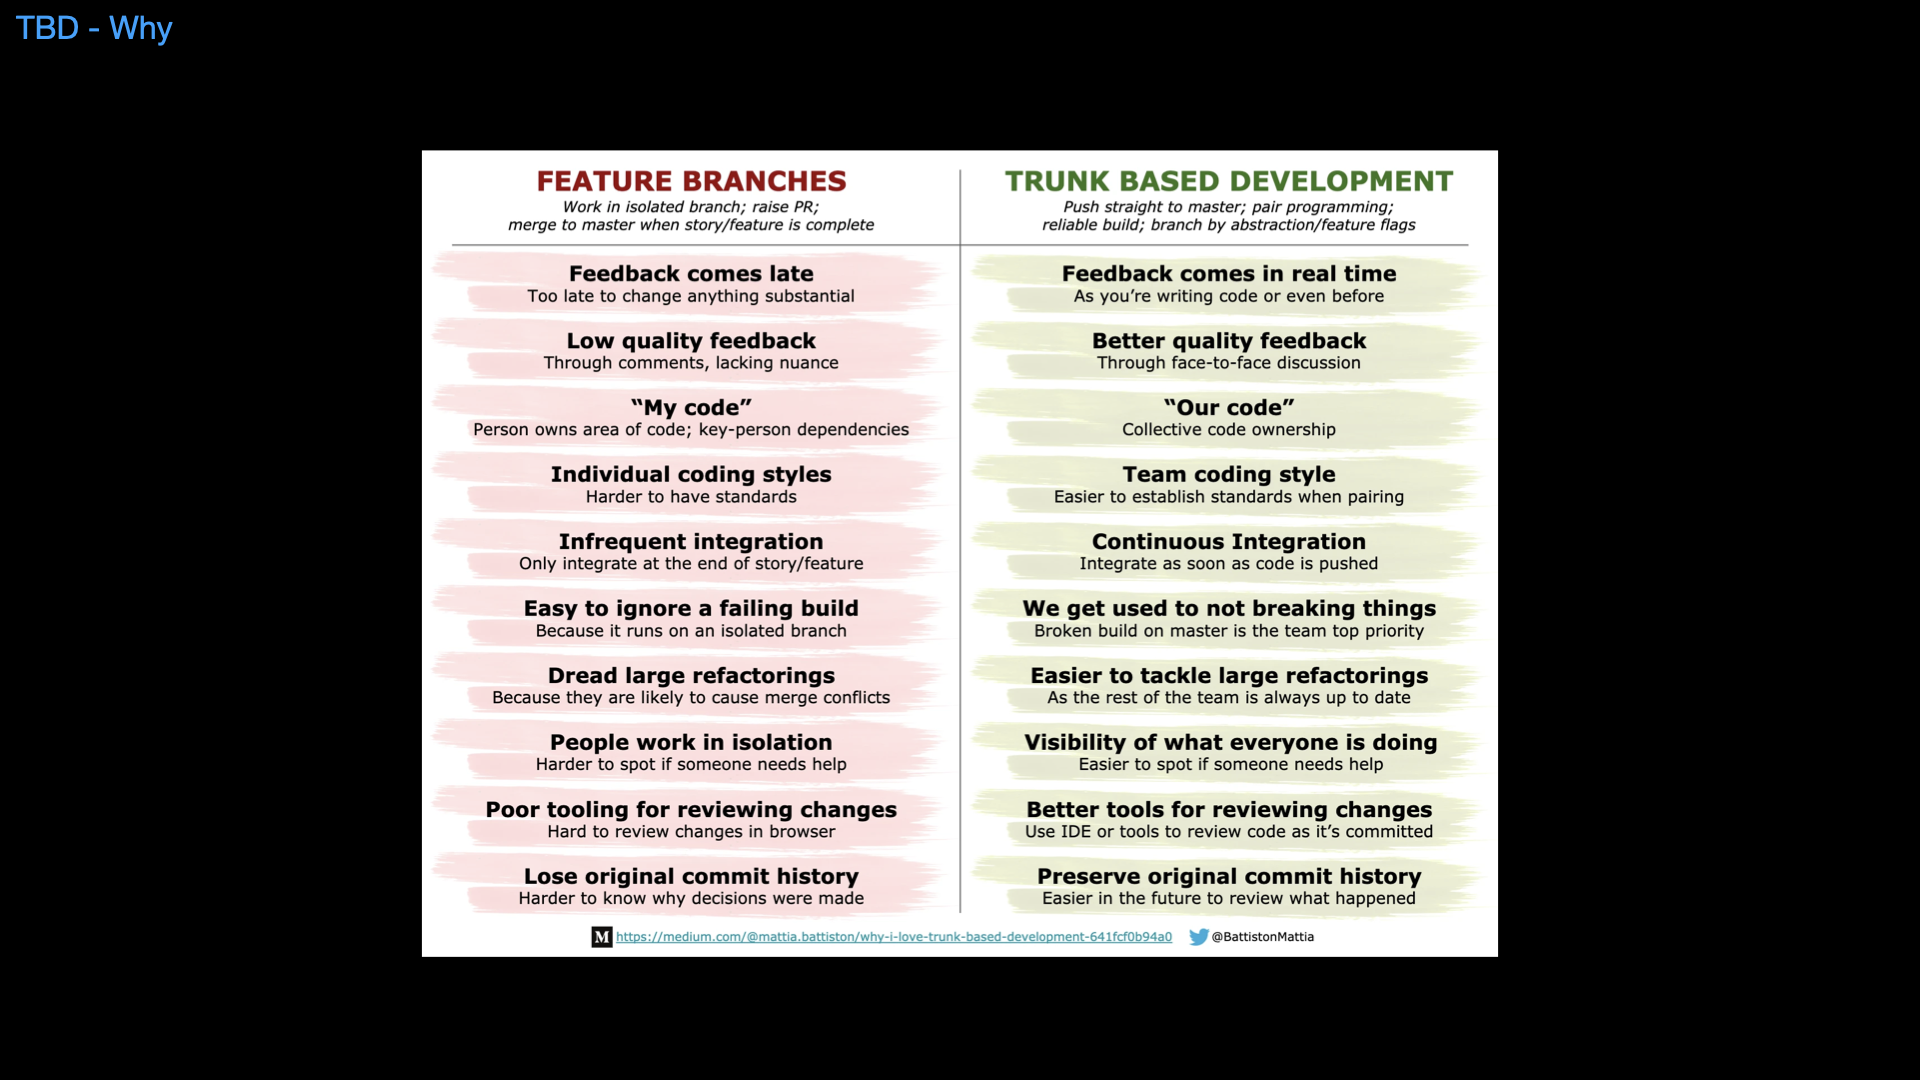 TBD - Why
FEATURE BRANCHES
Work in isolated branch; raise PR;
merge to master when story/feature is complete
Feedback comes late
Too late to change anything substantial
Low quality feedback
Through comments, lacking nuance
“My code”
Person owns area of code; key-person dependencies
Individual coding styles
Harder to have standards
Infrequent integration
Only integrate at the end of story/feature
Easy to ignore a failing build
Because it runs on an isolated branch
Dread large refactorings
Because they are likely to cause merge conflicts
People work in isolation
Harder to spot if someone needs help
Poor tooling for reviewing changes
Hard to review changes in browser
Lose original commit history
Harder to know why decisions were made
TRUNK BASED DEVELOPMENT
Push straight to master; pair programming;
reliable build; branch by abstraction/feature flags
Feedback comes in real time
As you’re writing code or even before
Better quality feedback
Through face-to-face discussion
“Our code”
Collective code ownership
Team coding style
Easier to establish standards when pairing
Continuous Integration
Integrate as soon as code is pushed
We get used to not breaking things
Broken build on master is the team top priority
Easier to tackle large refactorings
As the rest of the team is always up to date
Visibility of what everyone is doing
Easier to spot if someone needs help
Better tools for reviewing changes
Use IDE or tools to review code as it’s committed
Preserve original commit history
Easier in the future to review what happened
M https://medium.com/@mattia.battiston/why-i-love-trunk-based-development-641fcf0b94a0 @BattistonMattia